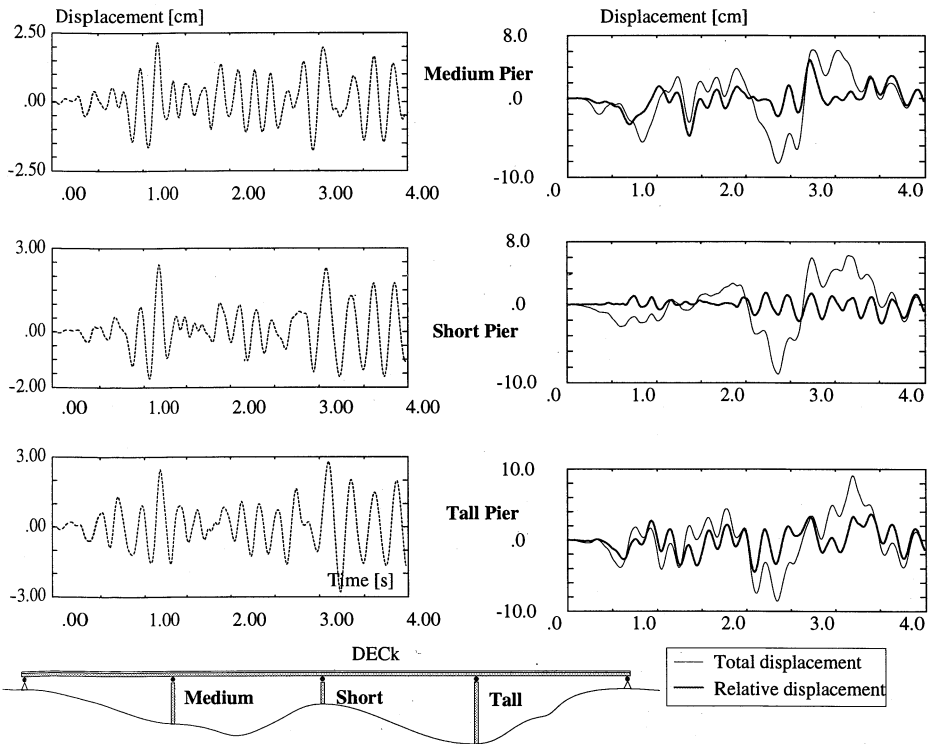 Displacement [cm]
2.50
.00
-2.50
.00 1.00 2.00 3.00 4.00
Displacement [cm]
8.0
Medium Pier
.0
-10.0
.0 1.0 2.0 3.0 4.0
3.00
.00
-2.00
.00 1.00 2.00 3.00 4.00
8.0
.0
Short Pier
-10.0
.0 1.0 2.0 3.0 4.0
3.00
.00
Time [s]
-3.00
.00 1.00 2.00 3.00 4.00
10.0
Tall Pier
.0
-10.0
.0 1.0 2.0 3.0 4.0
DECk
Medium
Short
Tall
Total displacement
Relative displacement